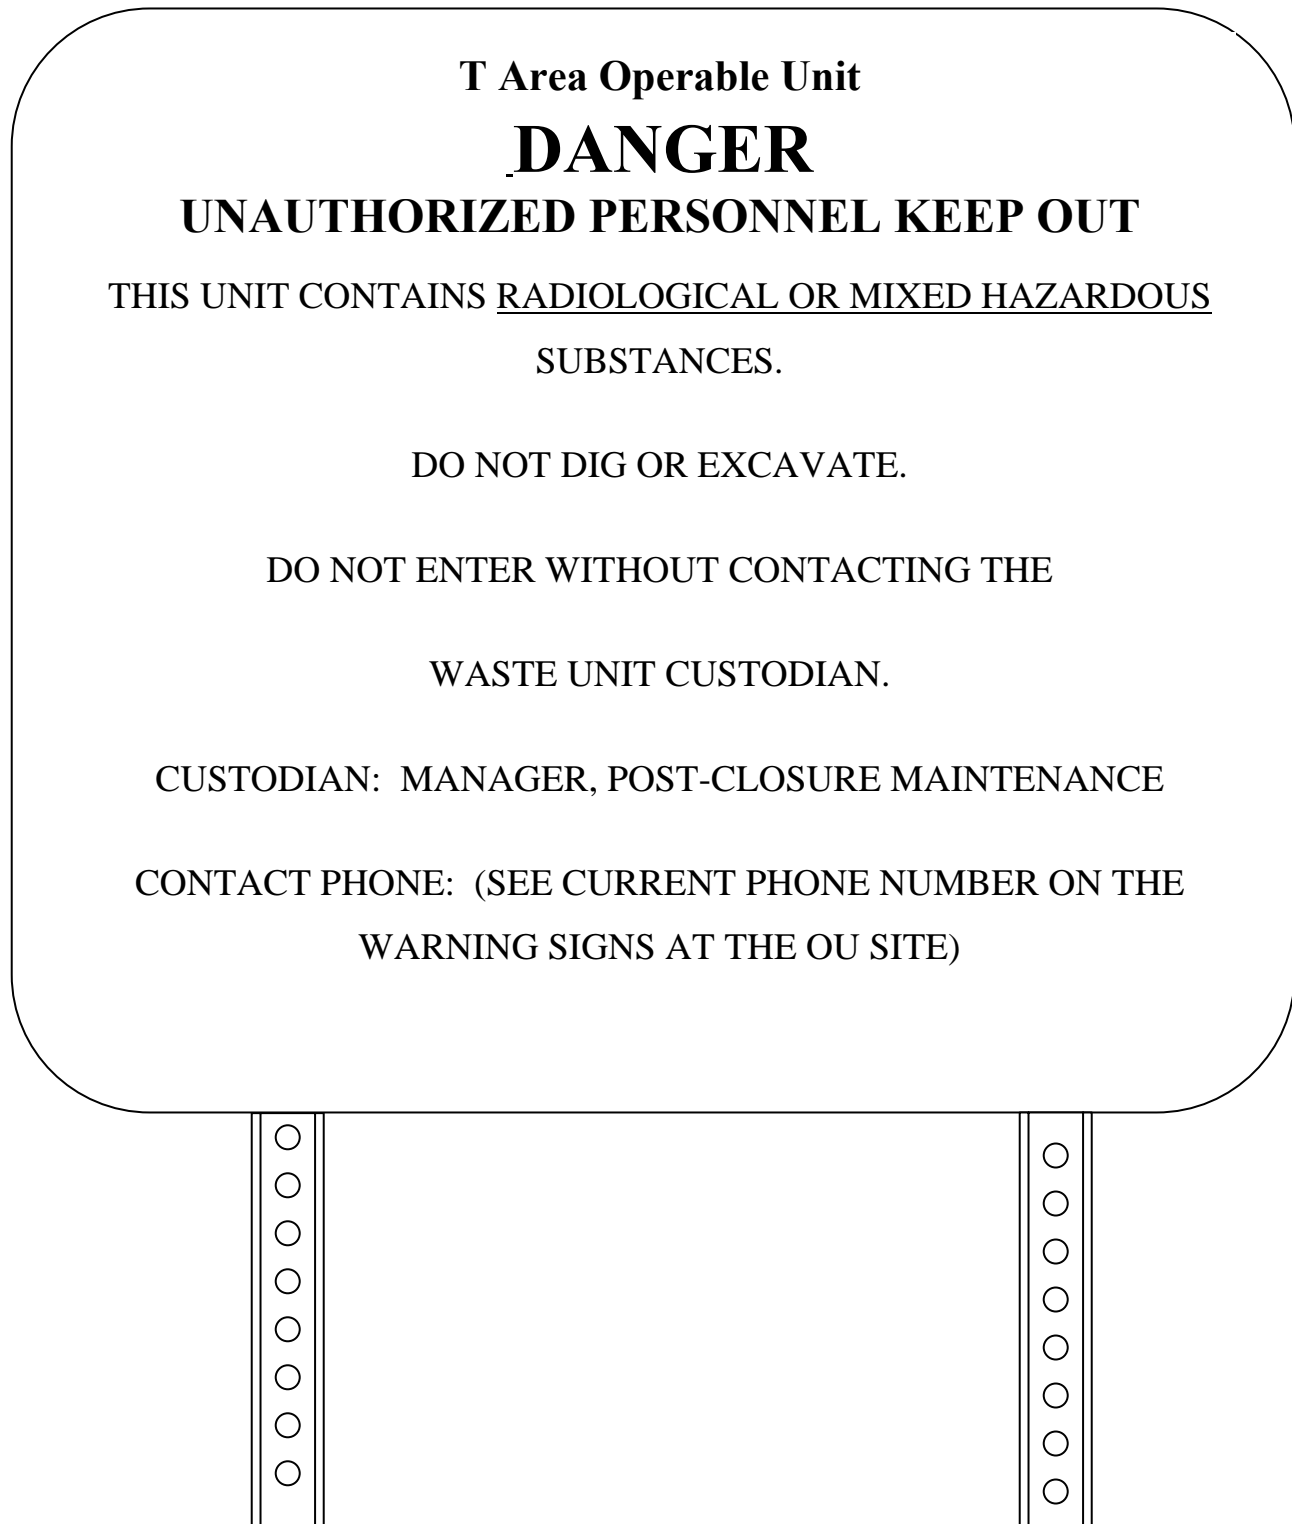 T Area Operable Unit
DANGER
UNAUTHORIZED PERSONNEL KEEP OUT
THIS UNIT CONTAINS RADIOLOGICAL OR MIXED HAZARDOUS
SUBSTANCES.
DO NOT DIG OR EXCAVATE.
DO NOT ENTER WITHOUT CONTACTING THE
WASTE UNIT CUSTODIAN.
CUSTODIAN:  MANAGER, POST-CLOSURE MAINTENANCE
CONTACT PHONE:  (SEE CURRENT PHONE NUMBER ON THE
WARNING SIGNS AT THE OU SITE)